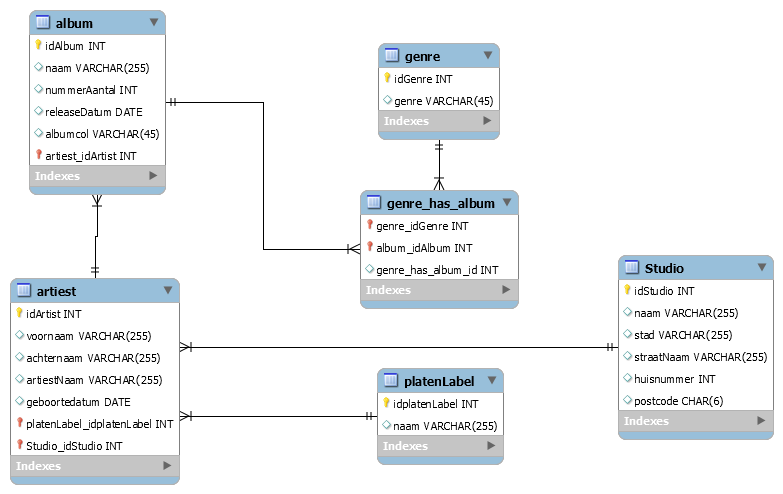 album
idAlbum INT
naam VARCHAR(255)
nummerAantal INT
releaseDatum DATE
albumcol VARCHAR(45)
artiest_idArtist INT
Indexes
genre
idGenre INT
genre VARCHAR(45)
Indexes
genre_has_album
genre_idGenre INT
album_idAlbum INT
genre_has_album_id INT
Indexes
artiest
idArtist INT
voornaam VARCHAR(255)
achternaam VARCHAR(255)
artiestNaam VARCHAR(255)
geboortedatum DATE
platenLabel_idplatenLabel INT
Studio_idStudio INT
Indexes
platenLabel
idplatenLabel INT
naam VARCHAR(255)
Indexes
Studio
idStudio INT
naam VARCHAR(255)
stad VARCHAR(255)
straatNaam VARCHAR(255)
huisnummer INT
postcode CHAR(6)
Indexes